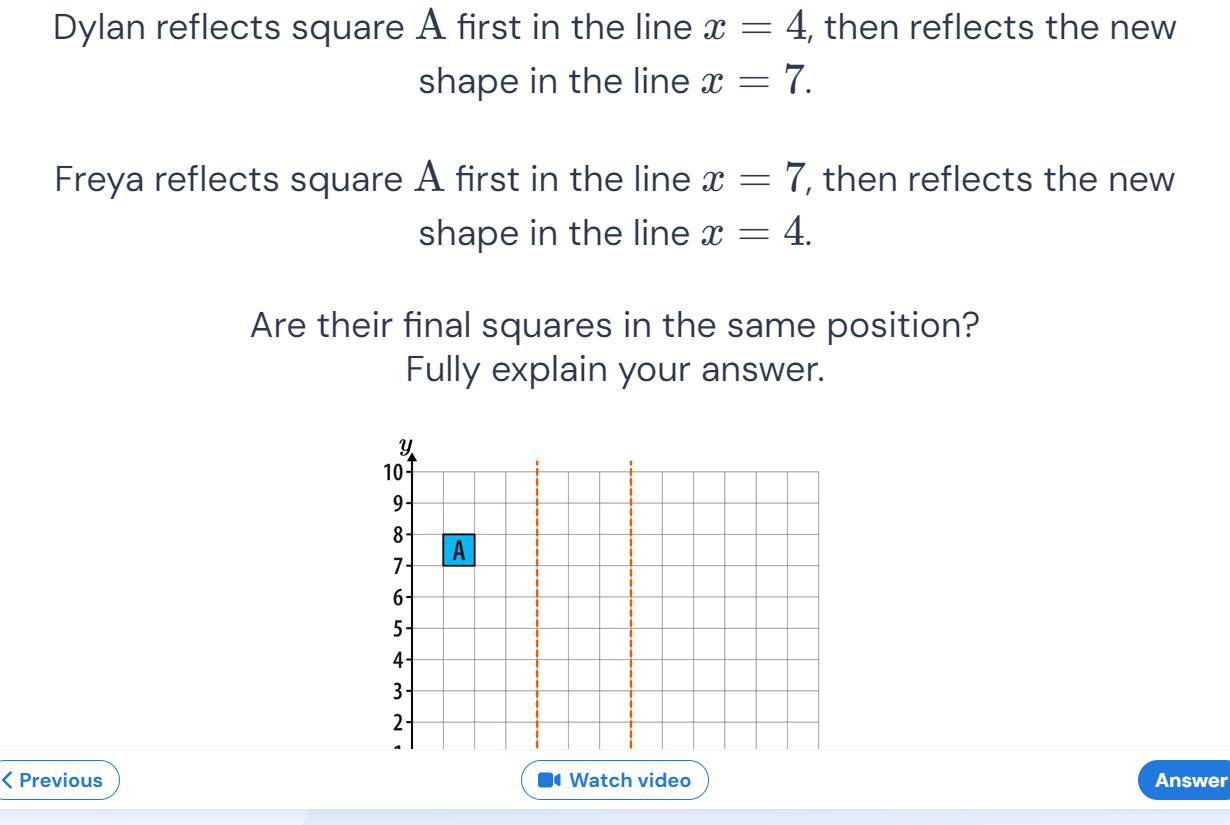 Dylan reflects square A first in the line x = 4, then reflects the new
shape in the line x = 7.
Freya reflects square A first in the line x = 7, then reflects the new
shape in the line x = 4.
Are their final squares in the same position?
Fully explain your answer.
y
10
9
8
A
7
6
5
4
3
2
Previous
Watch video
Answer